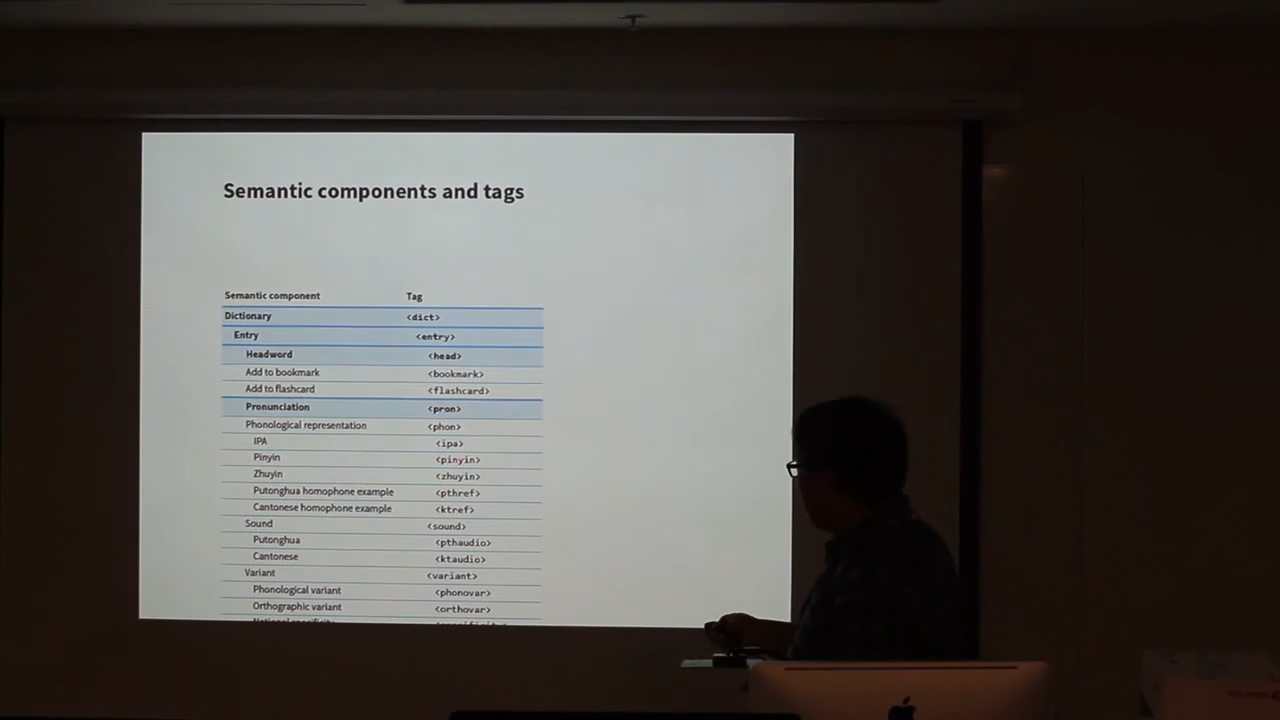 Semantic components and tags
Semantic component Tag
Dictionary <dict>
Entry <entry>
Headword <head>
Add to bookmark <bookmark>
Add to flashcard <flashcard>
Pronunciation <pron>
Phonological representation <phon>
IPA <ipa>
Pinyin <pinyin>
Zhuyin <zhuyin>
Putonghua homophone example <pthref>
Cantonese homophone example <ktref>
Sound <sound>
Putonghua <pthaudio>
Cantonese <ktaudio>
Variant <variant>
Phonological variant <phonovar>
Orthographic variant <orthovar>